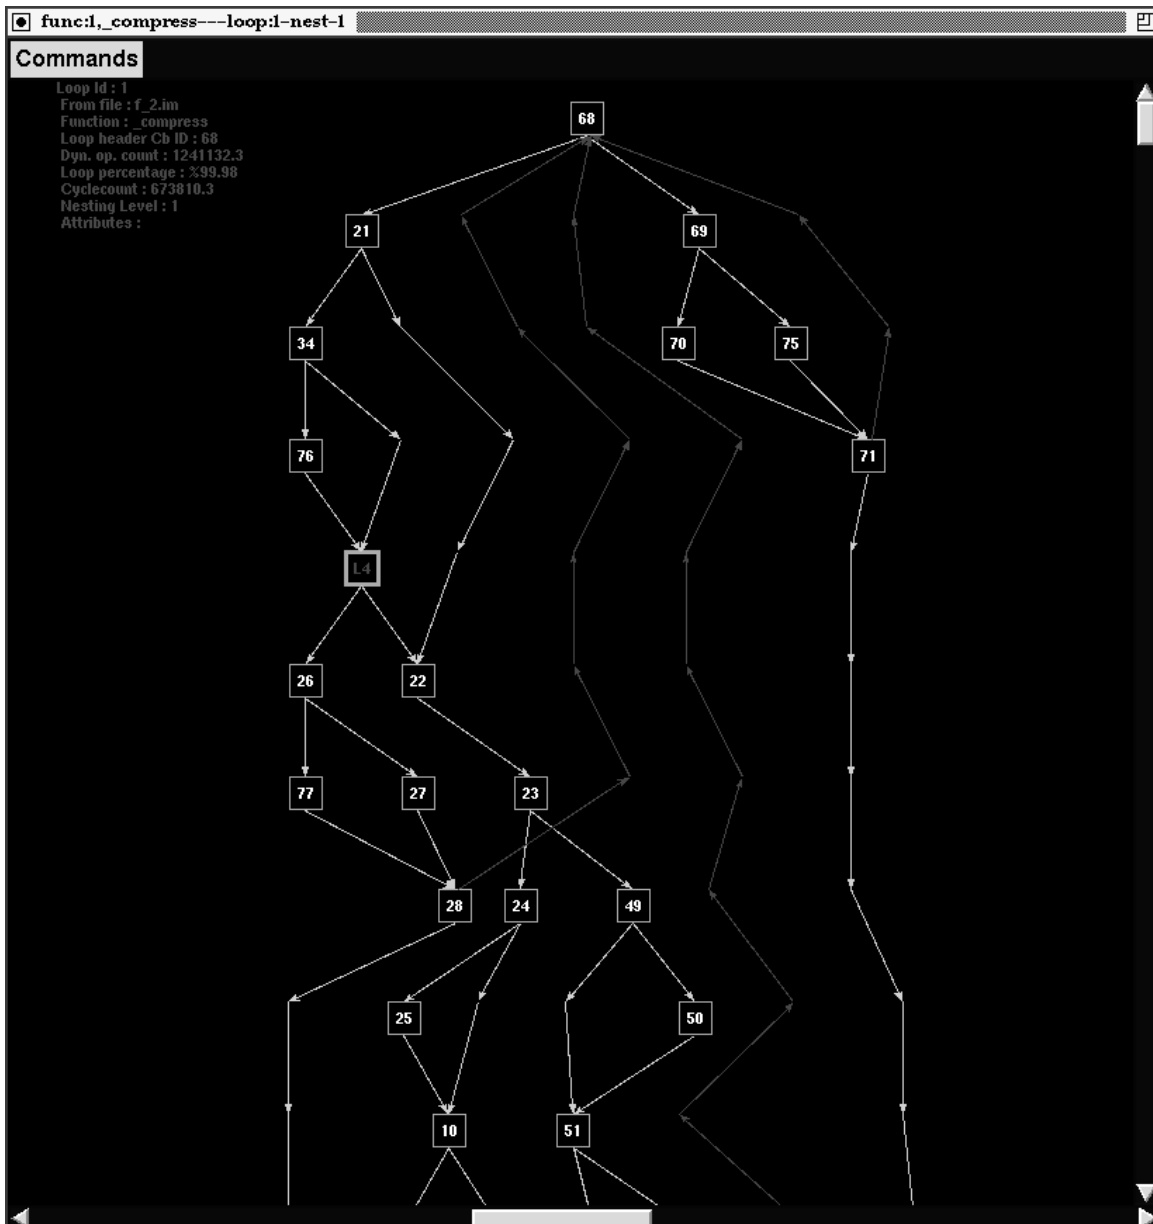 func:1,_compress---loop:1-nest-1
Commands
Loop Id : 1
From file : f_2.im
Function : _compress
Loop header Cb ID : 68
Dyn. op. count : 1241132.3
Loop percentage : %99.98
Cyclecount : 673810.3
Nesting Level : 1
Attributes :
68
21
69
34
70
75
76
71
L4
26
22
77
27
23
28
24
49
25
50
10
51